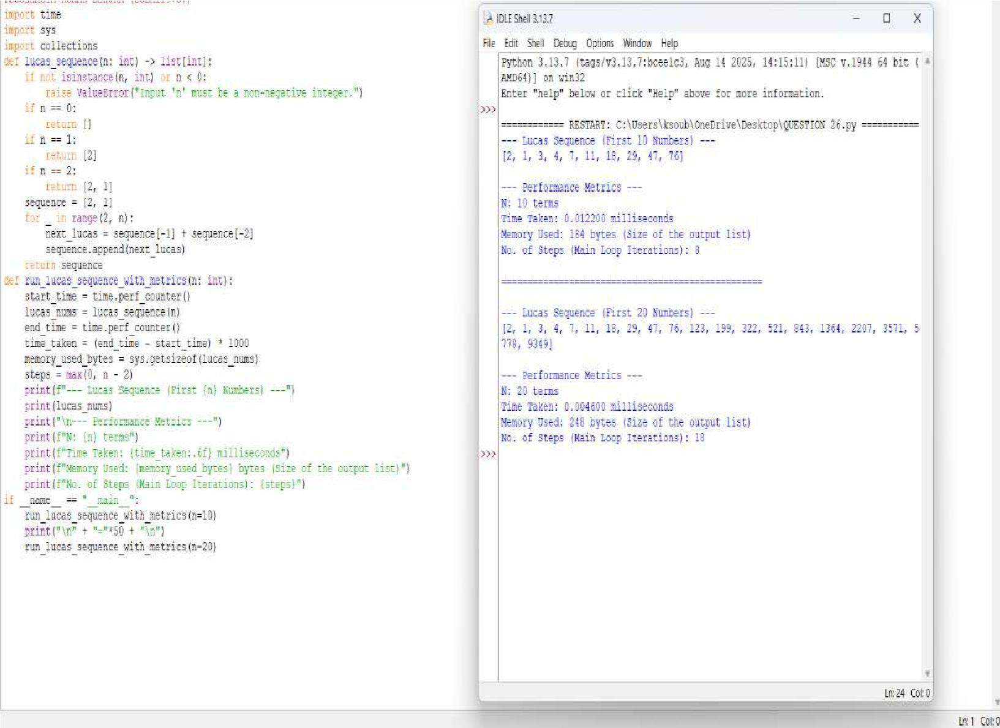 import time
import sys
import collections
def lucas_sequence(n: int) -> list[int]:
    if not isinstance(n, int) or n < 0:
        raise ValueError("Input 'n' must be a non-negative integer.")
    if n == 0:
        return []
    if n == 1:
        return [2]
    if n == 2:
        return [2, 1]
    sequence = [2, 1]
    for _ in range(2, n):
        next_lucas = sequence[-1] + sequence[-2]
        sequence.append(next_lucas)
    return sequence
def run_lucas_sequence_with_metrics(n: int):
    start_time = time.perf_counter()
    lucas_nums = lucas_sequence(n)
    end_time = time.perf_counter()
    time_taken = (end_time - start_time) * 1000
    memory_used_bytes = sys.getsizeof(lucas_nums)
    steps = max(0, n - 2)
    print(f"--- Lucas Sequence (First {n} Numbers) ---")
    print(lucas_nums)
    print("\n--- Performance Metrics ---")
    print(f"N: {n} terms")
    print(f"Time Taken: {time_taken:.6f} milliseconds")
    print(f"Memory Used: {memory_used_bytes} bytes (Size of the output list)")
    print(f"No. of Steps (Main Loop Iterations): {steps}")
if __name__ == "__main__":
    run_lucas_sequence_with_metrics(n=10)
    print("\n" + "="*50 + "\n")
    run_lucas_sequence_with_metrics(n=20)
Ln: 1 Col: 0
IDLE Shell 3.13.7
File Edit Shell Debug Options Window Help
Python 3.13.7 (tags/v3.13.7:bcee1c3, Aug 14 2025, 14:15:11) [MSC v.1944 64 bit (
AMD64)] on win32
Enter "help" below or click "Help" above for more information.
>>>
============ RESTART: C:\Users\ksoub\OneDrive\Desktop\QUESTION 26.py ===========
--- Lucas Sequence (First 10 Numbers) ---
[2, 1, 3, 4, 7, 11, 18, 29, 47, 76]
--- Performance Metrics ---
N: 10 terms
Time Taken: 0.012200 milliseconds
Memory Used: 184 bytes (Size of the output list)
No. of Steps (Main Loop Iterations): 8
==================================================
--- Lucas Sequence (First 20 Numbers) ---
[2, 1, 3, 4, 7, 11, 18, 29, 47, 76, 123, 199, 322, 521, 843, 1364, 2207, 3571, 5
778, 9349]
--- Performance Metrics ---
N: 20 terms
Time Taken: 0.004600 milliseconds
Memory Used: 248 bytes (Size of the output list)
No. of Steps (Main Loop Iterations): 18
>>>
Ln: 24 Col: 0